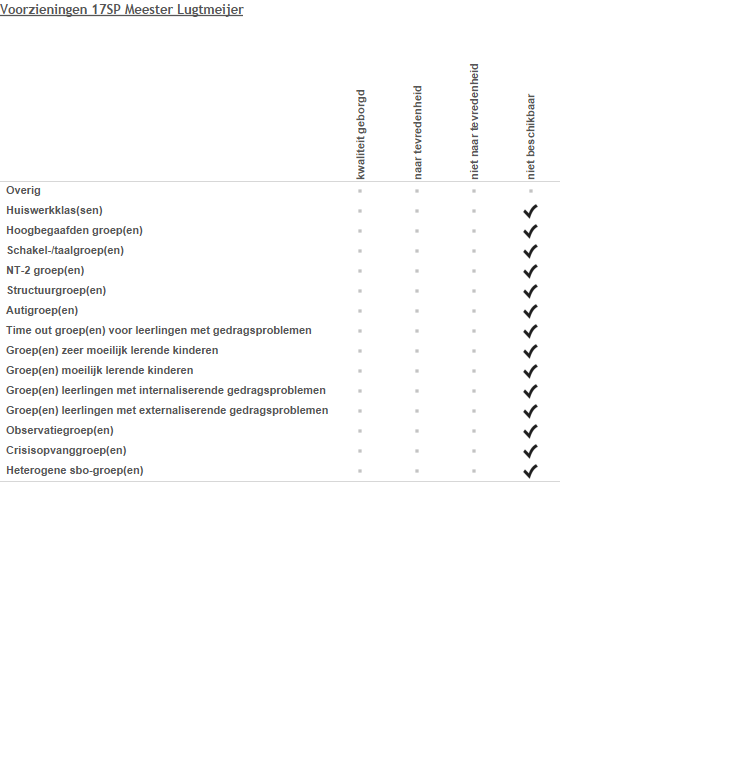 Voorzieningen 17SP Meester Lugtmeijer
kwaliteit geborgd
naar tevredenheid
niet naar tevredenheid
niet beschikbaar
Overig
Huiswerkklas(sen)
Hoogbegaafden groep(en)
Schakel-/taalgroep(en)
NT-2 groep(en)
Structuurgroep(en)
Autigroep(en)
Time out groep(en) voor leerlingen met gedragsproblemen
Groep(en) zeer moeilijk lerende kinderen
Groep(en) moeilijk lerende kinderen
Groep(en) leerlingen met internaliserende gedragsproblemen
Groep(en) leerlingen met externaliserende gedragsproblemen
Observatiegroep(en)
Crisisopvanggroep(en)
Heterogene sbo-groep(en)